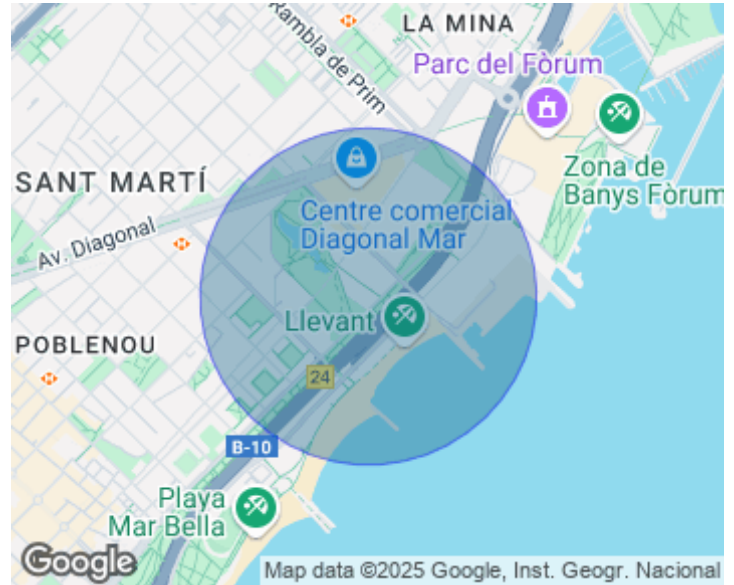 LA MINA
Rambla de Prim
Parc del Fòrum
SANT MARTÍ
Zona de
Banys Fòrum
Centre comercial
Diagonal Mar
Av. Diagonal
Llevant
POBLENOU
24
B-10
Playa
Mar Bella
Google
Map data ©2025 Google, Inst. Geogr. Nacional